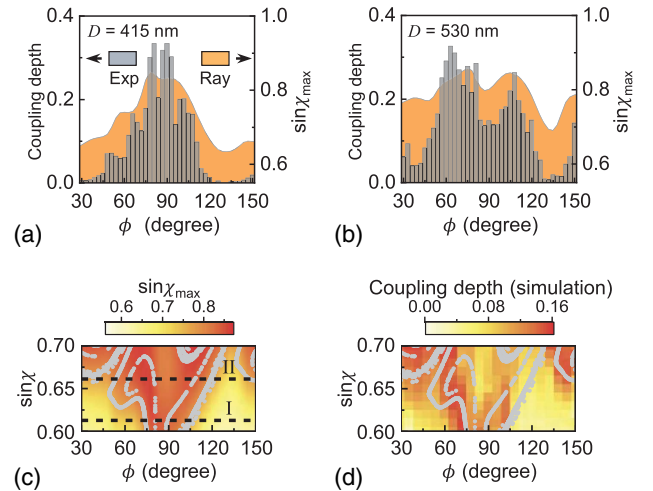 D = 415 nm
Exp
Ray
Coupling depth
0.4
0.2
0.0
1.0
0.8
0.6
sinχmax
30 60 90 120 150
ϕ (degree)
(a)
D = 530 nm
Coupling depth
0.4
0.2
0.0
1.0
0.8
0.6
sinχmax
30 60 90 120 150
ϕ (degree)
(b)
sinχmax
0.6 0.7 0.8
sinχ
0.70
0.65
0.60
II
I
30 60 90 120 150
ϕ (degree)
(c)
Coupling depth (simulation)
0.00 0.08 0.16
sinχ
0.70
0.65
0.60
30 60 90 120 150
ϕ (degree)
(d)